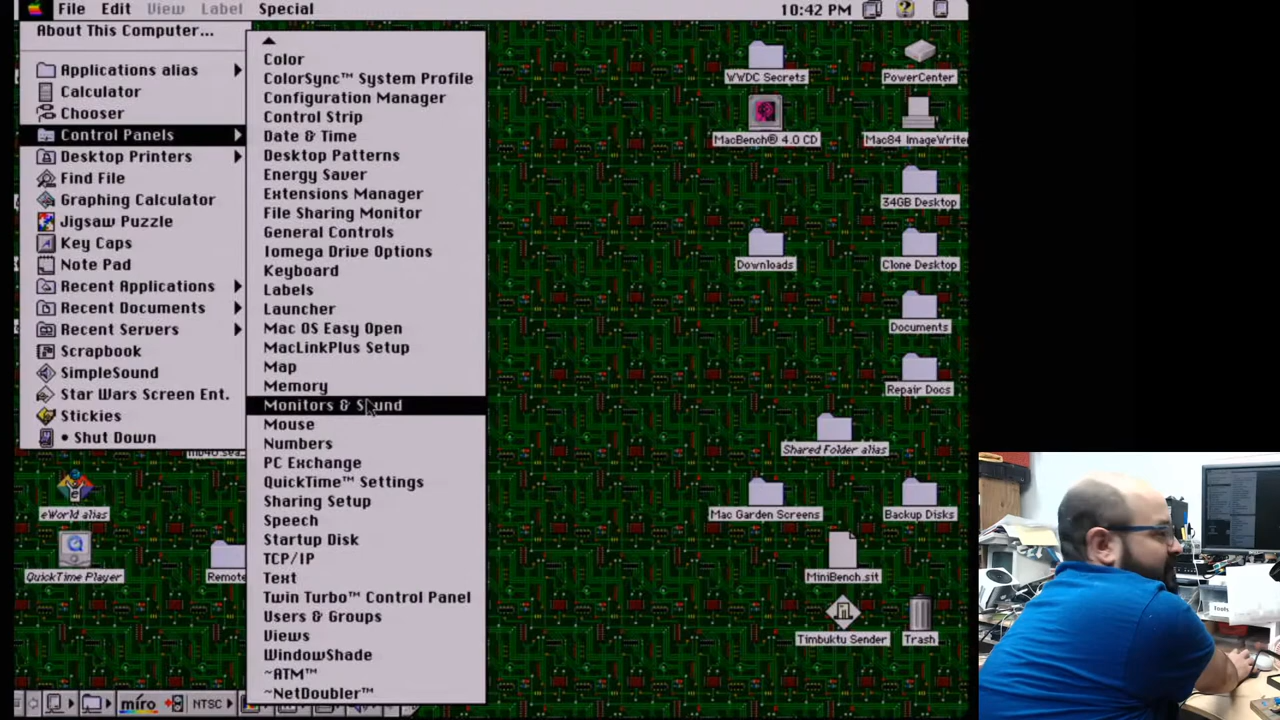 File Edit View Label Special 10:42 PM
About This Computer...
Applications alias
Calculator
Chooser
Control Panels
Desktop Printers
Find File
Graphing Calculator
Jigsaw Puzzle
Key Caps
Note Pad
Recent Applications
Recent Documents
Recent Servers
Scrapbook
SimpleSound
Star Wars Screen Ent.
Stickies
• Shut Down
Color
ColorSync™ System Profile
Configuration Manager
Control Strip
Date & Time
Desktop Patterns
Energy Saver
Extensions Manager
File Sharing Monitor
General Controls
Iomega Drive Options
Keyboard
Labels
Launcher
Mac OS Easy Open
MacLinkPlus Setup
Map
Memory
Monitors & Sound
Mouse
Numbers
PC Exchange
QuickTime™ Settings
Sharing Setup
Speech
Startup Disk
TCP/IP
Text
Twin Turbo™ Control Panel
Users & Groups
Views
WindowShade
~ATM™
~NetDoubler™
WWDC Secrets
PowerCenter
MacBench® 4.0 CD
Mac84 ImageWrite
34GB Desktop
Downloads
Clone Desktop
Documents
Repair Docs
Shared Folder alias
Mac Garden Screens
Backup Disks
MiniBench.sit
Timbuktu Sender
Trash
eWorld alias
QuickTime Player
Remote
miro
NTSC
Tools